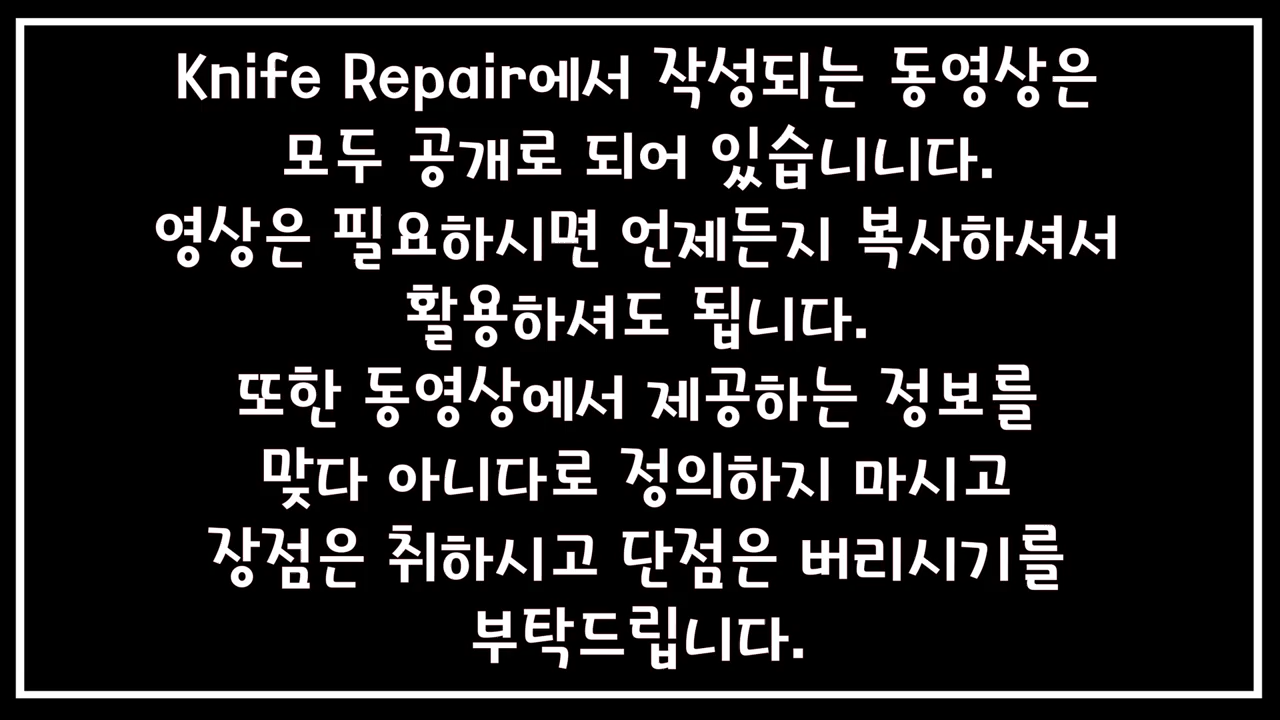 Knife Repair에서 작성되는 동영상은
모두 공개로 되어 있습니니다.
영상은 필요하시면 언제든지 복사하셔서
활용하셔도 됩니다.
또한 동영상에서 제공하는 정보를
맞다 아니다로 정의하지 마시고
장점은 취하시고 단점은 버리시기를
부탁드립니다.